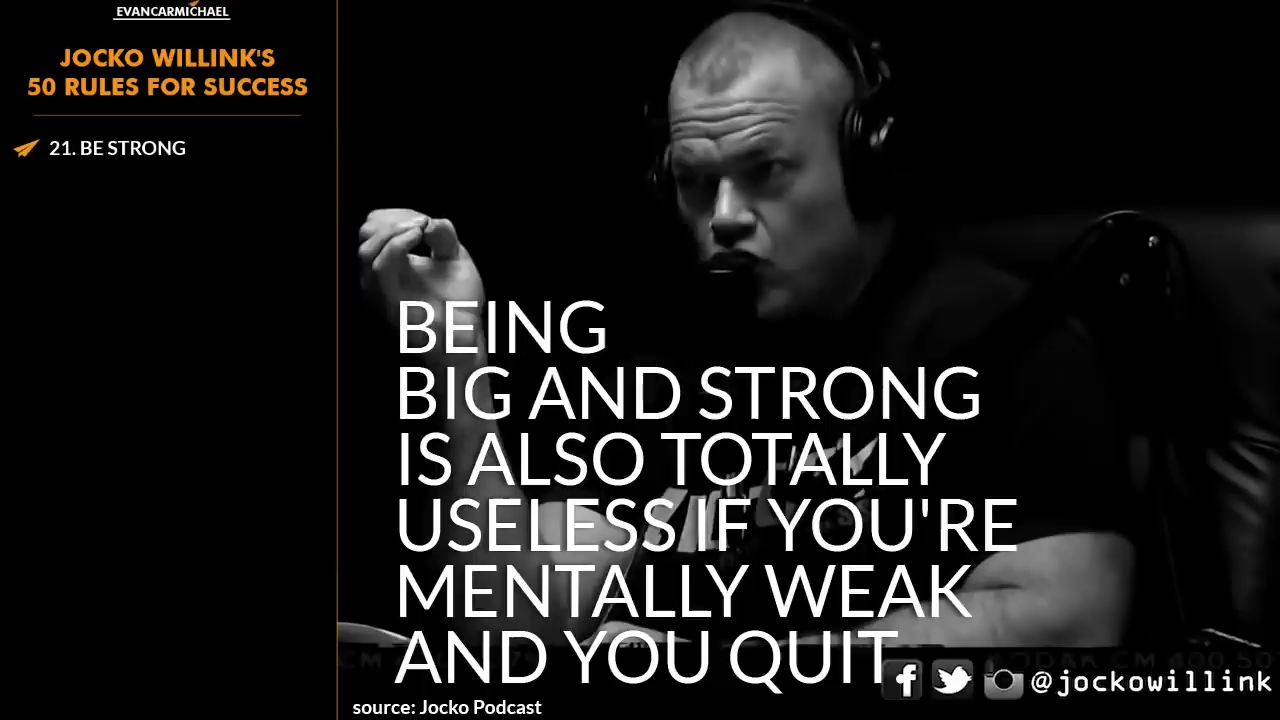 EVANCARMICHAEL
JOCKO WILLINK'S
50 RULES FOR SUCCESS
21. BE STRONG
BEING
BIG AND STRONG
IS ALSO TOTALLY
USELESS IF YOU'RE
MENTALLY WEAK
AND YOU QUIT.
@jockowillink
source: Jocko Podcast